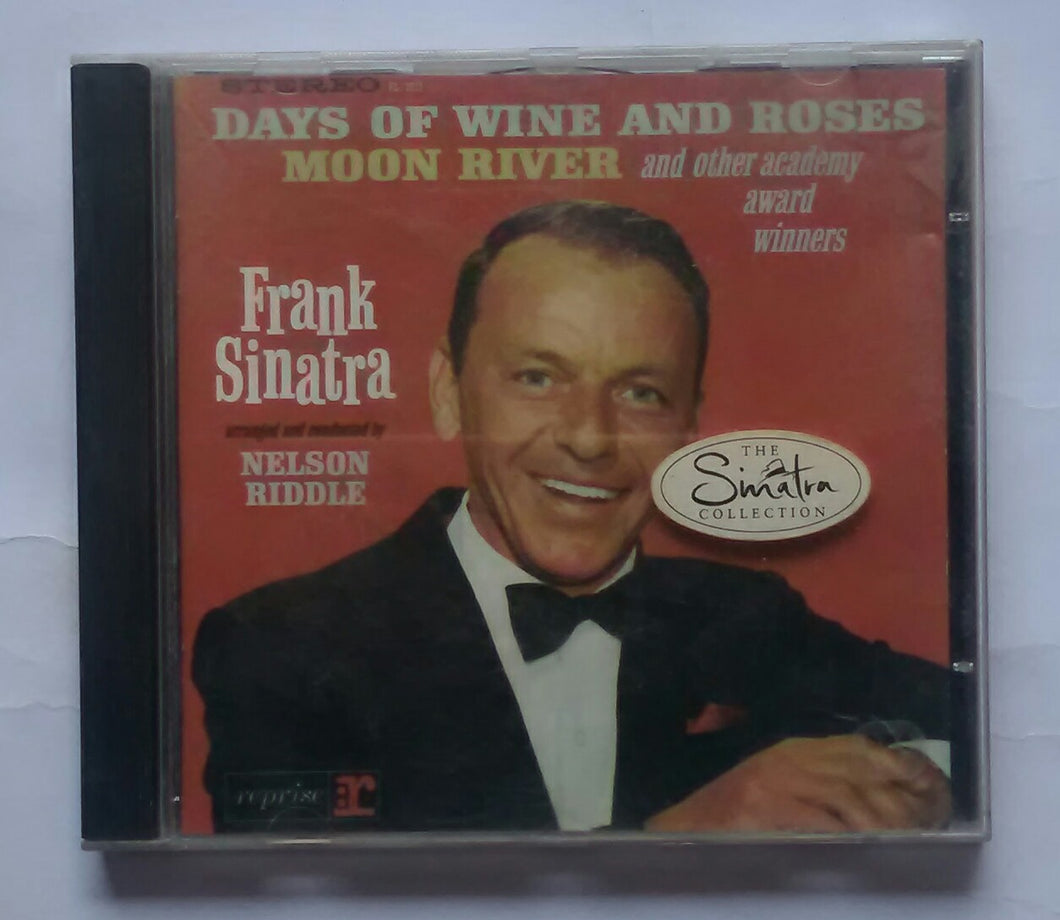 STEREO
DAYS OF WINE AND ROSES
MOON RIVER and other academy
award
winners
Frank
Sinatra
arranged and conducted by
NELSON
RIDDLE
THE
Sinatra
COLLECTION
reprise r